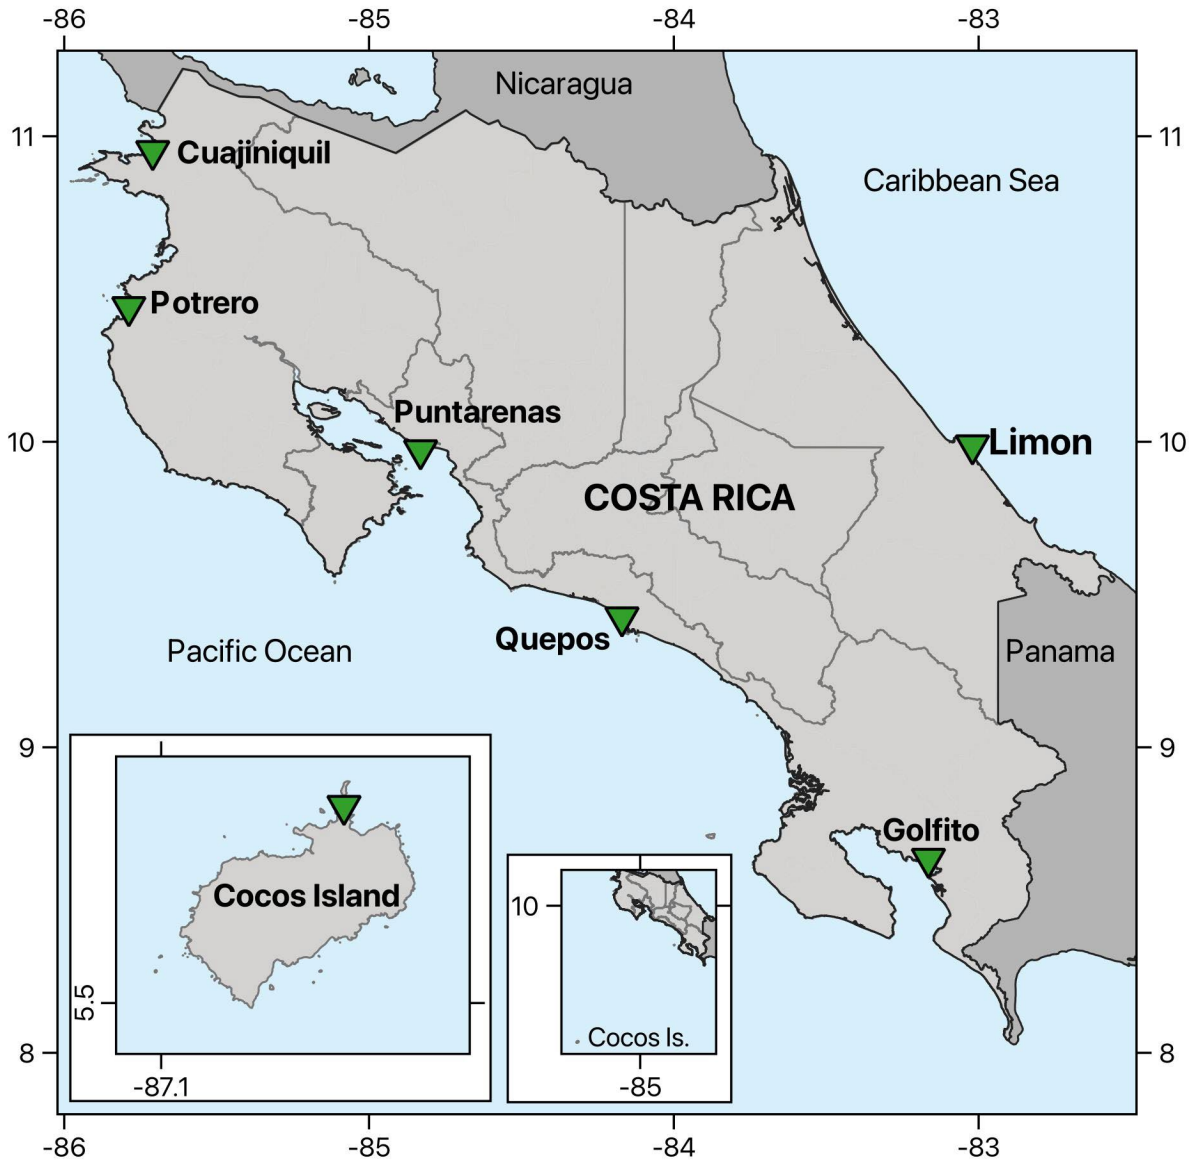 -86 -85 -84 -83
Nicaragua
11 11
Cuajiniquil
Caribbean Sea
Potrero
Puntarenas
10 Limon 10
COSTA RICA
Quepos
Pacific Ocean Panama
9 9
Golfito
Cocos Island
10
5.5
Cocos Is.
8 8
-87.1 -85
-86 -85 -84 -83